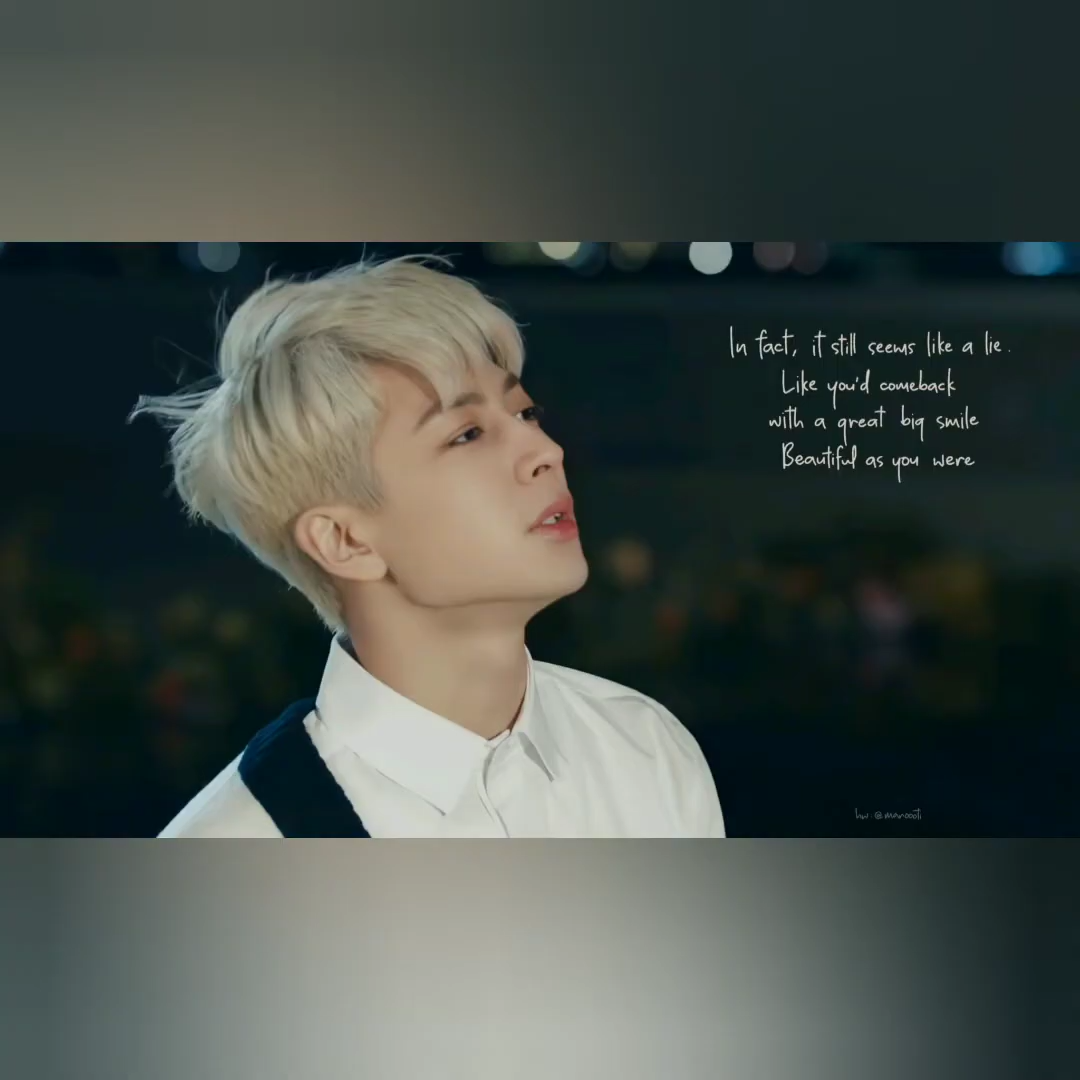 In fact, it still seems like a lie.
Like you'd comeback
with a great big smile
Beautiful as you were